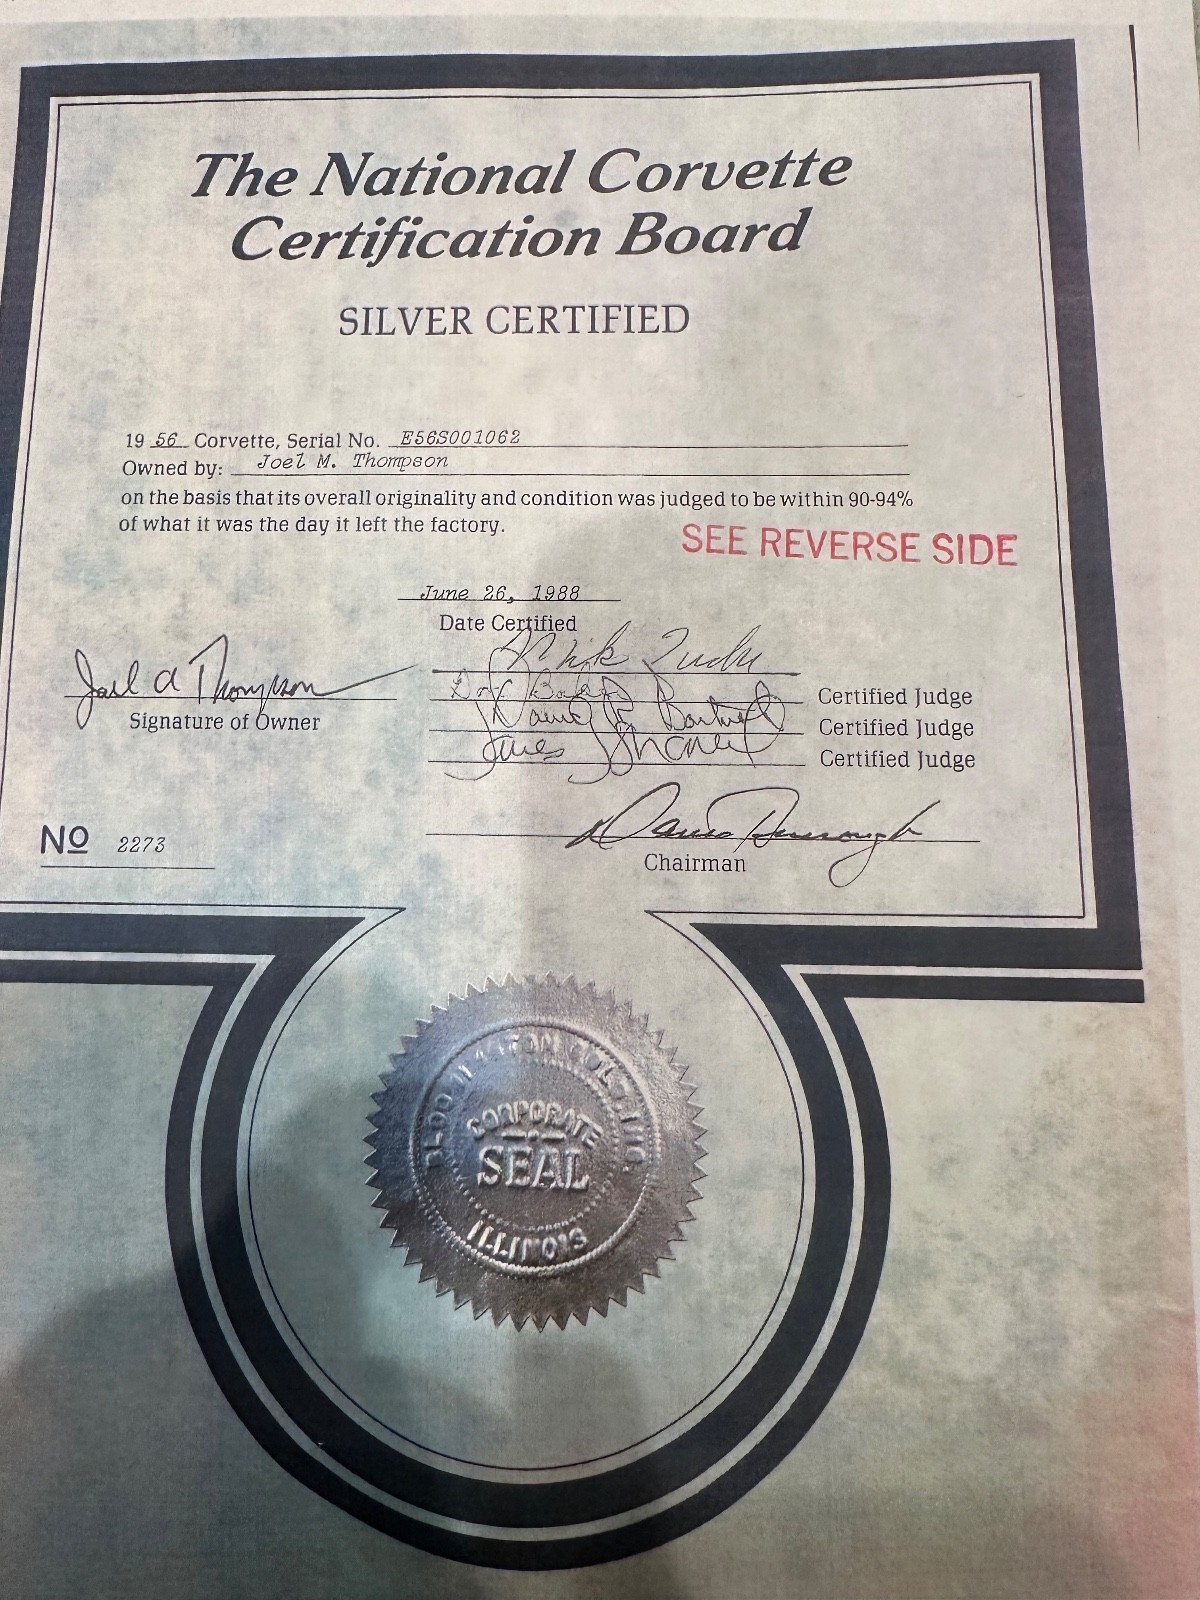 The National Corvette
Certification Board
SILVER CERTIFIED
19 56 Corvette, Serial No. E56S001062
Owned by: Joel M. Thompson
on the basis that its overall originality and condition was judged to be within 90-94%
of what it was the day it left the factory.
SEE REVERSE SIDE
June 26, 1988
Date Certified
Joel A Thompson
Signature of Owner
Certified Judge
Certified Judge
James
Certified Judge
No 2273
Chairman
CORPORATE
SEAL
ILLINOIS